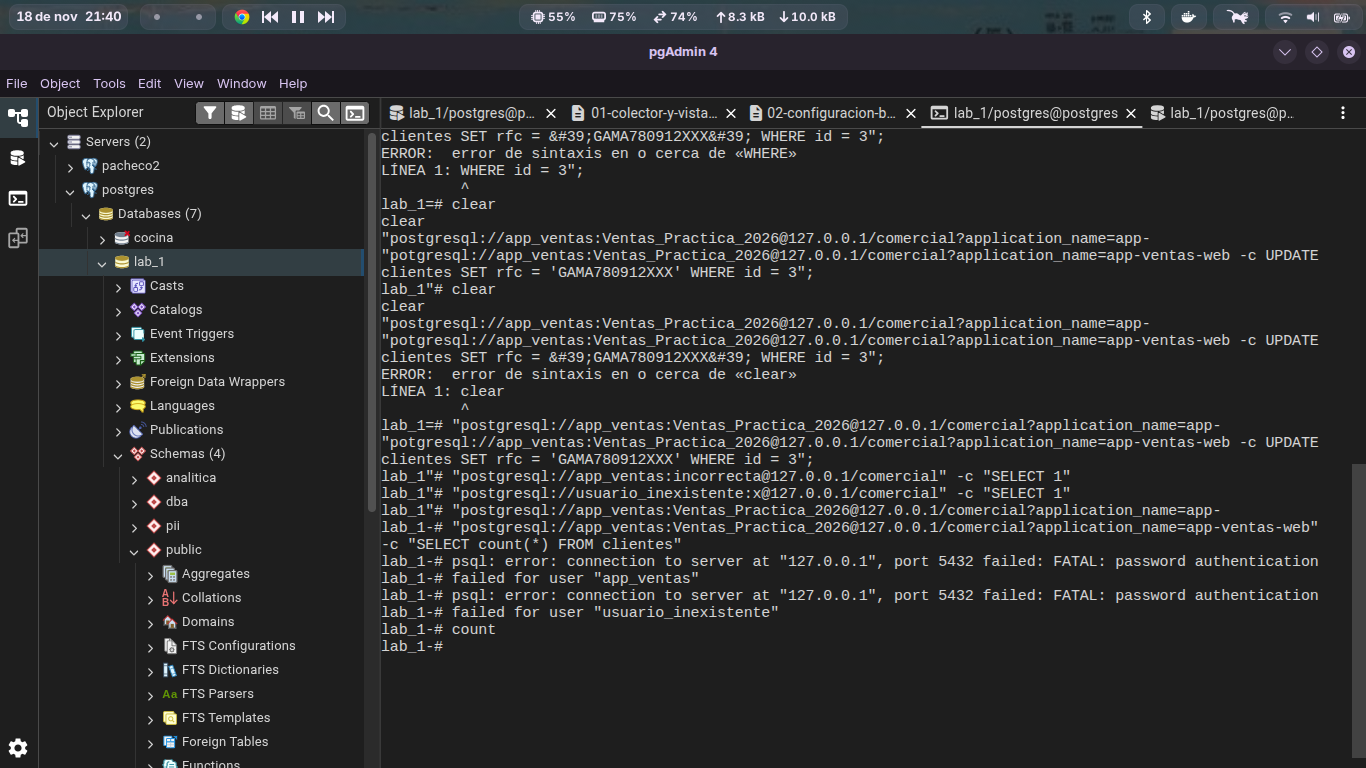 18 de nov 21:40
55%
75%
74%
8.3 kB
10.0 kB
pgAdmin 4
File Object Tools Edit View Window Help
Object Explorer
lab_1/postgres@p...
01-colector-y-vista...
02-configuracion-b...
lab_1/postgres@postgres
lab_1/postgres@p...
Servers (2)
pacheco2
postgres
Databases (7)
cocina
lab_1
Casts
Catalogs
Event Triggers
Extensions
Foreign Data Wrappers
Languages
Publications
Schemas (4)
analitica
dba
pii
public
Aggregates
Collations
Domains
FTS Configurations
FTS Dictionaries
Aa FTS Parsers
FTS Templates
Foreign Tables
Functions
clientes SET rfc = &#39;GAMA780912XXX&#39; WHERE id = 3";
ERROR:  error de sintaxis en o cerca de «WHERE»
LÍNEA 1: WHERE id = 3";
^
lab_1=# clear
clear
"postgresql://app_ventas:Ventas_Practica_2026@127.0.0.1/comercial?application_name=app-
"potgresql://app_ventas:Ventas_Practica_2026@127.0.0.1/comercial?application_name=app-ventas-web -c UPDATE
clientes SET rfc = 'GAMA780912XXX' WHERE id = 3";
lab_1"# clear
clear
"postgresql://app_ventas:Ventas_Practica_2026@127.0.0.1/comercial?application_name=app-
"potgresql://app_ventas:Ventas_Practica_2026@127.0.0.1/comercial?application_name=app-ventas-web -c UPDATE
clientes SET rfc = &#39;GAMA780912XXX&#39; WHERE id = 3";
ERROR:  error de sintaxis en o cerca de «clear»
LÍNEA 1: clear
^
lab_1=# "postgresql://app_ventas:Ventas_Practica_2026@127.0.0.1/comercial?application_name=app-
"potgresql://app_ventas:Ventas_Practica_2026@127.0.0.1/comercial?application_name=app-ventas-web -c UPDATE
clientes SET rfc = 'GAMA780912XXX' WHERE id = 3";
lab_1"# "postgresql://app_ventas:incorrecta@127.0.0.1/comercial" -c "SELECT 1"
lab_1"# "postgresql://usuario_inexistente:x@127.0.0.1/comercial" -c "SELECT 1"
lab_1"# "postgresql://app_ventas:Ventas_Practica_2026@127.0.0.1/comercial?application_name=app-
lab_1-# "postgresql://app_ventas:Ventas_Practica_2026@127.0.0.1/comercial?application_name=app-ventas-web"
-c "SELECT count(*) FROM clientes"
lab_1-# psql: error: connection to server at "127.0.0.1", port 5432 failed: FATAL: password authentication
lab_1-# failed for user "app_ventas"
lab_1-# psql: error: connection to server at "127.0.0.1", port 5432 failed: FATAL: password authentication
lab_1-# failed for user "usuario_inexistente"
lab_1-# count
lab_1-#